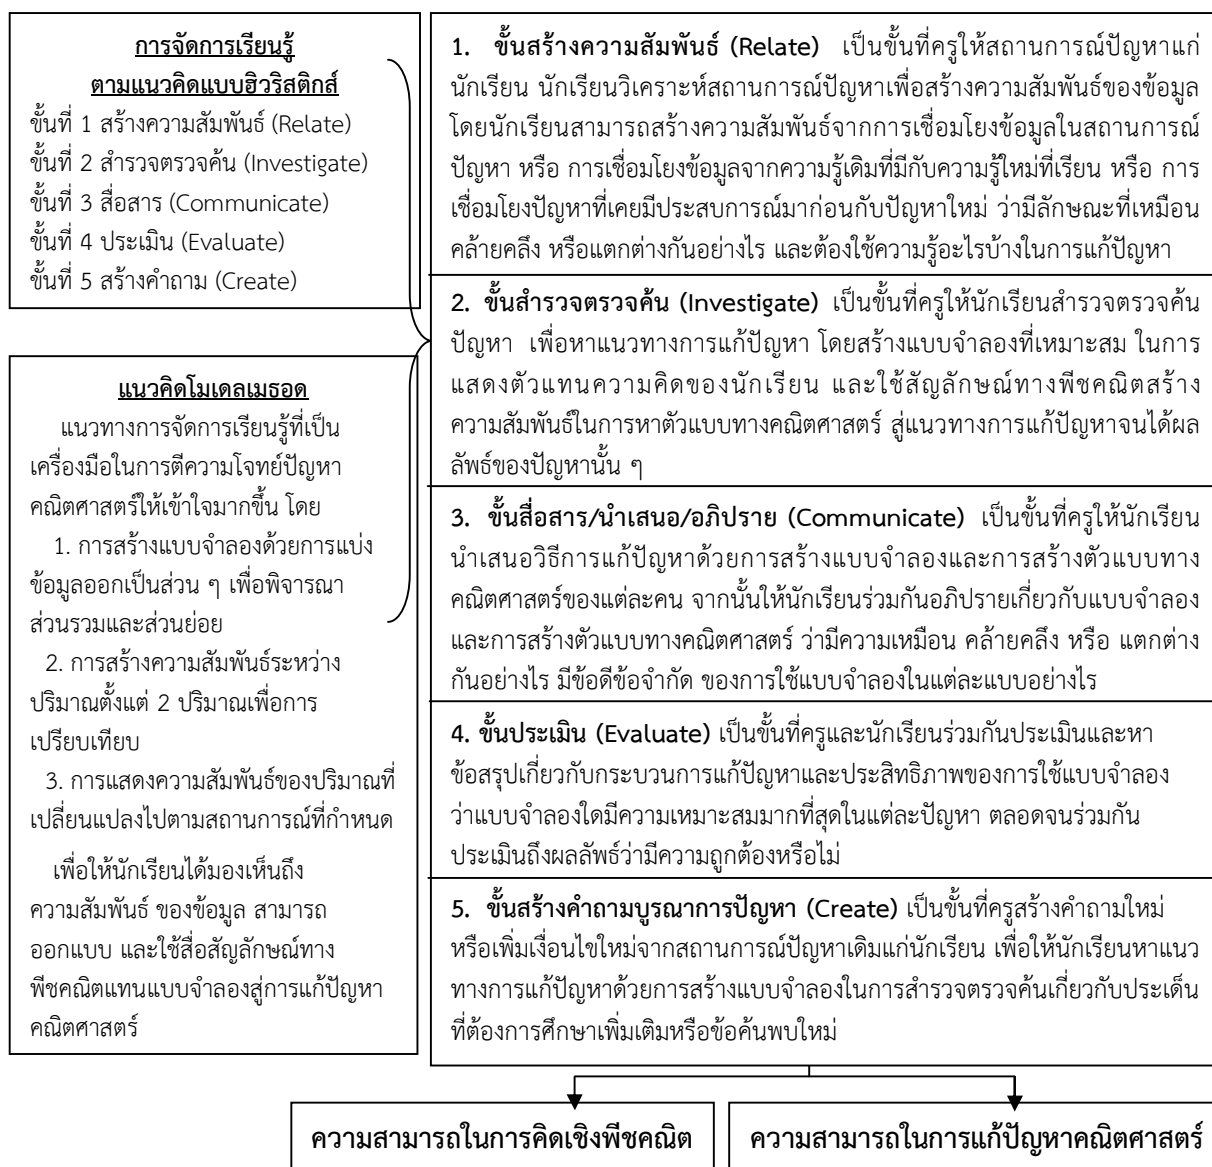 การจัดการเรียนรู้
ตามแนวคิดแบบฮิวริสติกส์
ขั้นที่ 1 สร้างความสัมพันธ์ (Relate)
ขั้นที่ 2 สำรวจตรวจค้น (Investigate)
ขั้นที่ 3 สื่อสาร (Communicate)
ขั้นที่ 4 ประเมิน (Evaluate)
ขั้นที่ 5 สร้างคำถาม (Create)
แนวคิดโมเดลเมธอด
แนวทางการจัดการเรียนรู้ที่เป็น
เครื่องมือในการตีความโจทย์ปัญหา
คณิตศาสตร์ให้เข้าใจมากขึ้น โดย
1. การสร้างแบบจำลองด้วยการแบ่ง
ข้อมูลออกเป็นส่วน ๆ เพื่อพิจารณา
ส่วนรวมและส่วนย่อย
2. การสร้างความสัมพันธ์ระหว่าง
ปริมาณตั้งแต่ 2 ปริมาณเพื่อการ
เปรียบเทียบ
3. การแสดงความสัมพันธ์ของปริมาณที่
เปลี่ยนแปลงไปตามสถานการณ์ที่กำหนด
เพื่อให้นักเรียนได้มองเห็นถึง
ความสัมพันธ์ ของข้อมูล สามารถ
ออกแบบ และใช้สื่อสัญลักษณ์ทาง
พีชคณิตแทนแบบจำลองสู่การแก้ปัญหา
คณิตศาสตร์
1. ขั้นสร้างความสัมพันธ์ (Relate) เป็นขั้นที่ครูให้สถานการณ์ปัญหาแก่
นักเรียน นักเรียนวิเคราะห์สถานการณ์ปัญหาเพื่อสร้างความสัมพันธ์ของข้อมูล
โดยนักเรียนสามารถสร้างความสัมพันธ์จากการเชื่อมโยงข้อมูลในสถานการณ์
ปัญหา หรือ การเชื่อมโยงข้อมูลจากความรู้เดิมที่มีกับความรู้ใหม่ที่เรียน หรือ การ
เชื่อมโยงปัญหาที่เคยมีประสบการณ์มาก่อนกับปัญหาใหม่ ว่ามีลักษณะที่เหมือน
คล้ายคลึง หรือแตกต่างกันอย่างไร และต้องใช้ความรู้อะไรบ้างในการแก้ปัญหา
2. ขั้นสำรวจตรวจค้น (Investigate) เป็นขั้นที่ครูให้นักเรียนสำรวจตรวจค้น
ปัญหา เพื่อหาแนวทางการแก้ปัญหา โดยสร้างแบบจำลองที่เหมาะสม ในการ
แสดงตัวแทนความคิดของนักเรียน และใช้สัญลักษณ์ทางพีชคณิตสร้าง
ความสัมพันธ์ในการหาตัวแบบทางคณิตศาสตร์ สู่แนวทางการแก้ปัญหาจนได้ผล
ลัพธ์ของปัญหานั้น ๆ
3. ขั้นสื่อสาร/นำเสนอ/อภิปราย (Communicate) เป็นขั้นที่ครูให้นักเรียน
นำเสนอวิธีการแก้ปัญหาด้วยการสร้างแบบจำลองและการสร้างตัวแบบทาง
คณิตศาสตร์ของแต่ละคน จากนั้นให้นักเรียนร่วมกันอภิปรายเกี่ยวกับแบบจำลอง
และการสร้างตัวแบบทางคณิตศาสตร์ ว่ามีความเหมือน คล้ายคลึง หรือ แตกต่าง
กันอย่างไร มีข้อดีข้อจำกัด ของการใช้แบบจำลองในแต่ละแบบอย่างไร
4. ขั้นประเมิน (Evaluate) เป็นขั้นที่ครูและนักเรียนร่วมกันประเมินและหา
ข้อสรุปเกี่ยวกับกระบวนการแก้ปัญหาและประสิทธิภาพของการใช้แบบจำลอง
ว่าแบบจำลองใดมีความเหมาะสมมากที่สุดในแต่ละปัญหา ตลอดจนร่วมกัน
ประเมินถึงผลลัพธ์ว่ามีความถูกต้องหรือไม่
5. ขั้นสร้างคำถามบูรณาการปัญหา (Create) เป็นขั้นที่ครูสร้างคำถามใหม่
หรือเพิ่มเงื่อนไขใหม่จากสถานการณ์ปัญหาเดิมแก่นักเรียน เพื่อให้นักเรียนหาแนว
ทางการแก้ปัญหาด้วยการสร้างแบบจำลองในการสำรวจตรวจค้นเกี่ยวกับประเด็น
ที่ต้องการศึกษาเพิ่มเติมหรือข้อค้นพบใหม่
ความสามารถในการคิดเชิงพีชคณิต
ความสามารถในการแก้ปัญหาคณิตศาสตร์